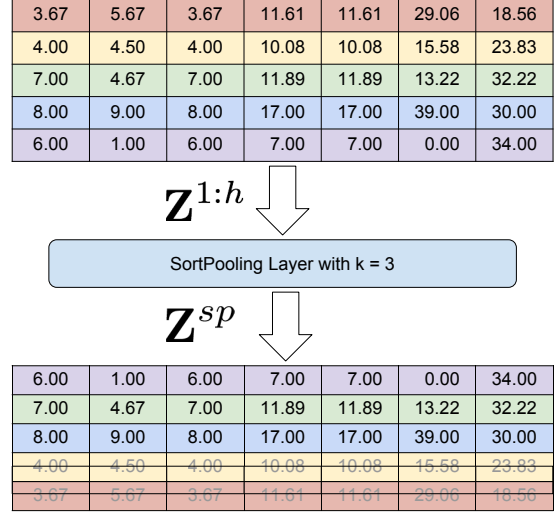 3.67 5.67 3.67 11.61 11.61 29.06 18.56
4.00 4.50 4.00 10.08 10.08 15.58 23.83
7.00 4.67 7.00 11.89 11.89 13.22 32.22
8.00 9.00 8.00 17.00 17.00 39.00 30.00
6.00 1.00 6.00 7.00 7.00 0.00 34.00
Z^{1:h}
SortPooling Layer with k = 3
Z^{sp}
6.00 1.00 6.00 7.00 7.00 0.00 34.00
7.00 4.67 7.00 11.89 11.89 13.22 32.22
8.00 9.00 8.00 17.00 17.00 39.00 30.00
4.00 4.50 4.00 10.08 10.08 15.58 23.83
3.67 5.67 3.67 11.61 11.61 29.06 18.56